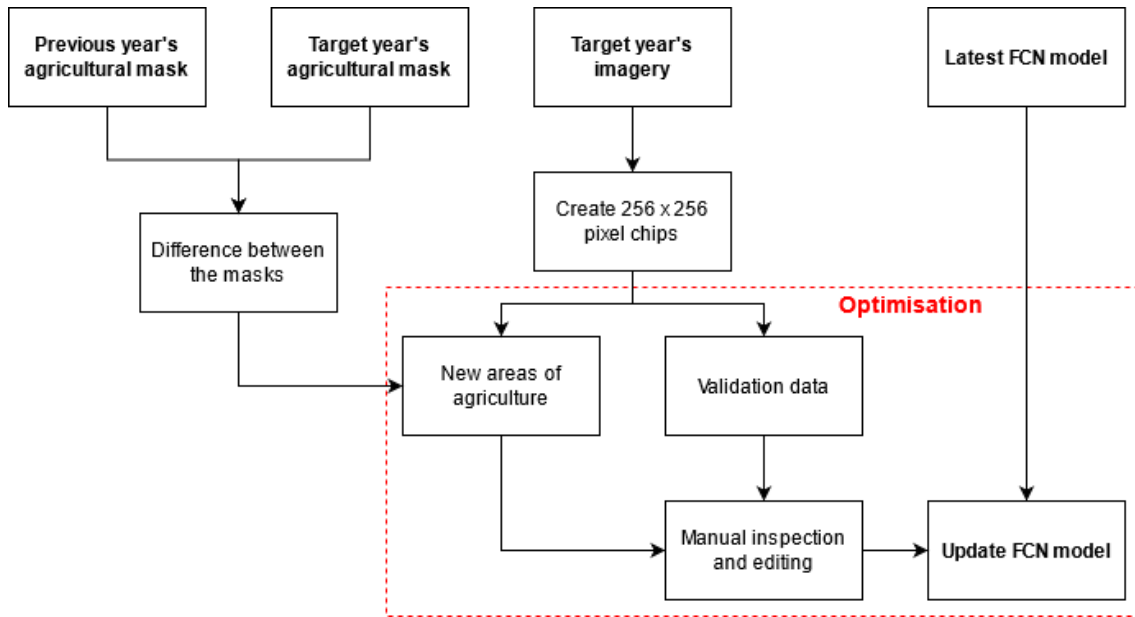 Previous year's
agricultural mask
Target year's
agricultural mask
Target year's
imagery
Latest FCN model
Create 256 x 256
pixel chips
Difference between
the masks
Optimisation
New areas of
agriculture
Validation data
Manual inspection
and editing
Update FCN model